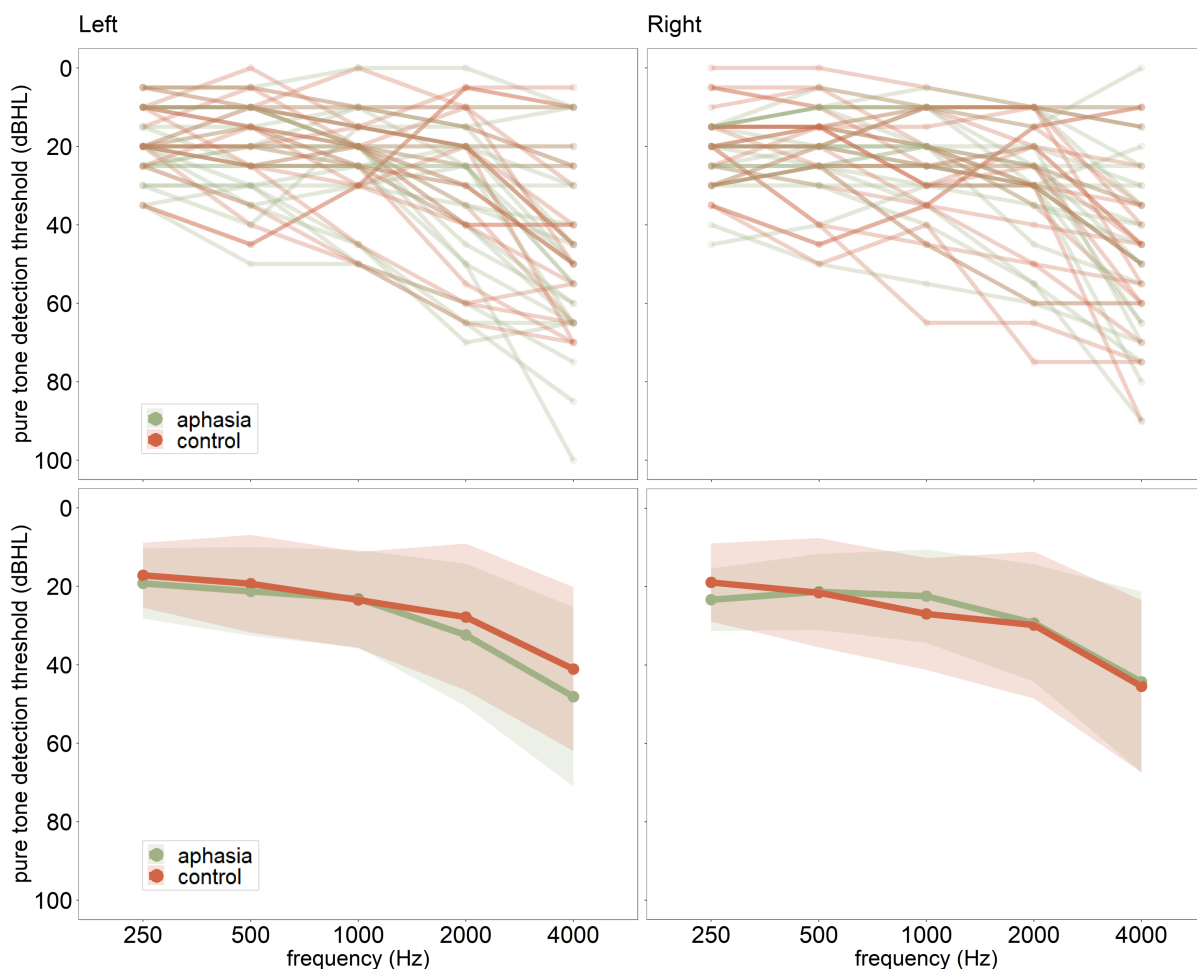 Left
Right
pure tone detection threshold (dBHL)
0
20
40
60
80
100
aphasia
control
pure tone detection threshold (dBHL)
0
20
40
60
80
100
aphasia
control
250 500 1000 2000 4000
250 500 1000 2000 4000
frequency (Hz)
frequency (Hz)